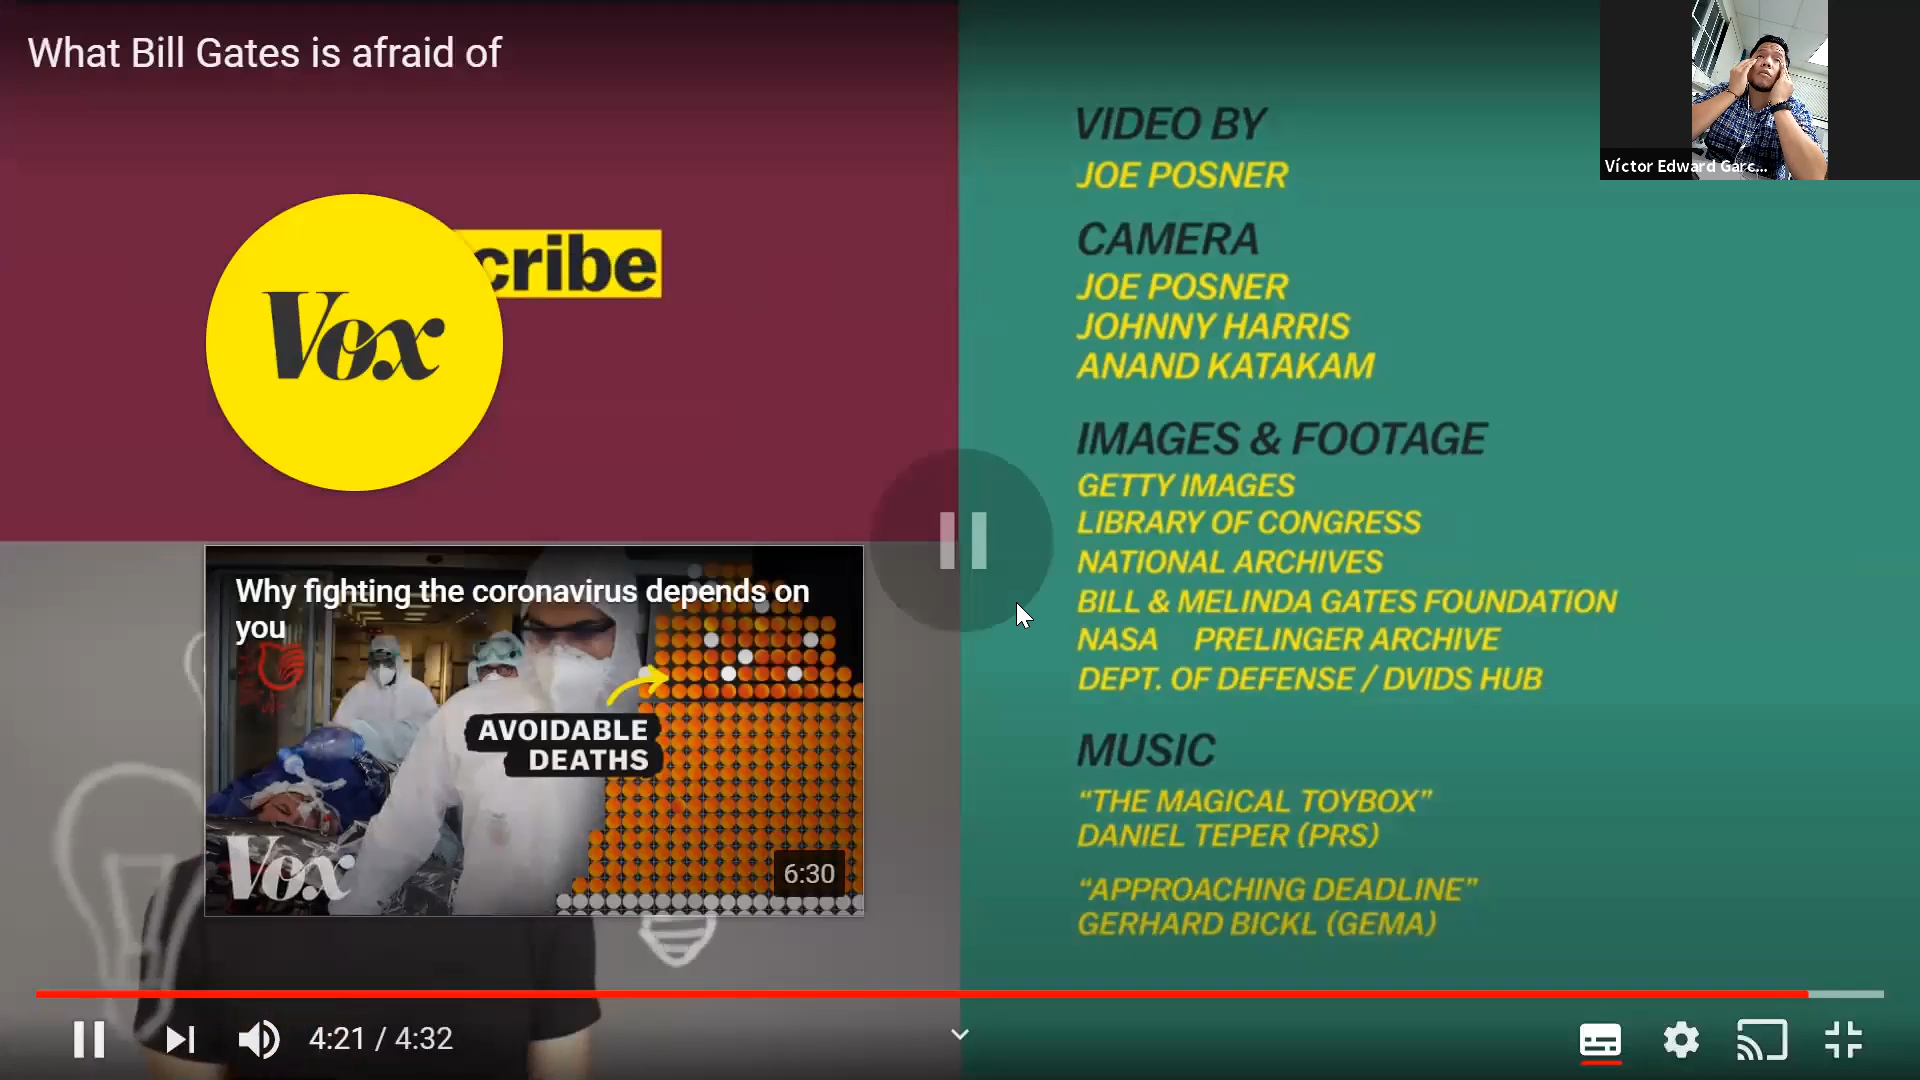 What Bill Gates is afraid of
Víctor Edward Garc...
cribe
Vox
Why fighting the coronavirus depends on
you
AVOIDABLE
DEATHS
Vox
6:30
VIDEO BY
JOE POSNER
CAMERA
JOE POSNER
JOHNNY HARRIS
ANAND KATAKAM
IMAGES & FOOTAGE
GETTY IMAGES
LIBRARY OF CONGRESS
NATIONAL ARCHIVES
BILL & MELINDA GATES FOUNDATION
NASA PRELINGER ARCHIVE
DEPT. OF DEFENSE / DVIDS HUB
MUSIC
“THE MAGICAL TOYBOX”
DANIEL TEPER (PRS)
“APPROACHING DEADLINE”
GERHARD BICKL (GEMA)
4:21 / 4:32